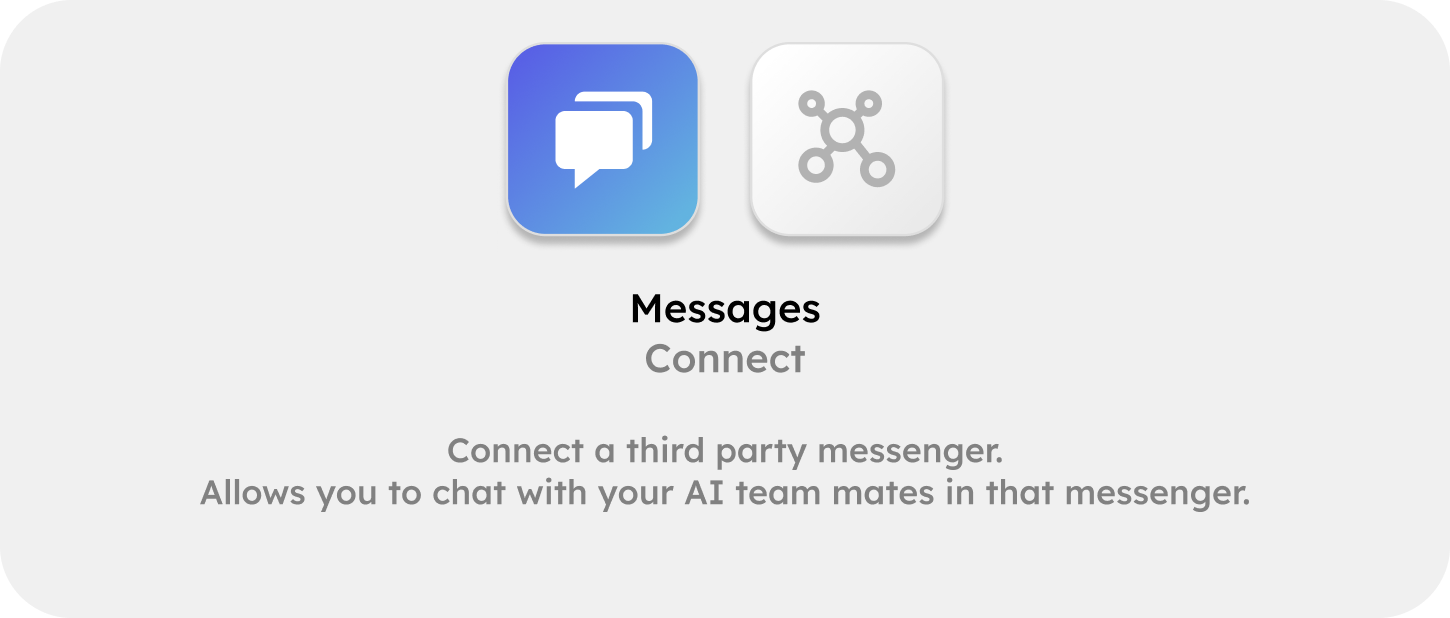 Messages
Connect
Connect a third party messenger.
Allows you to chat with your AI team mates in that messenger.